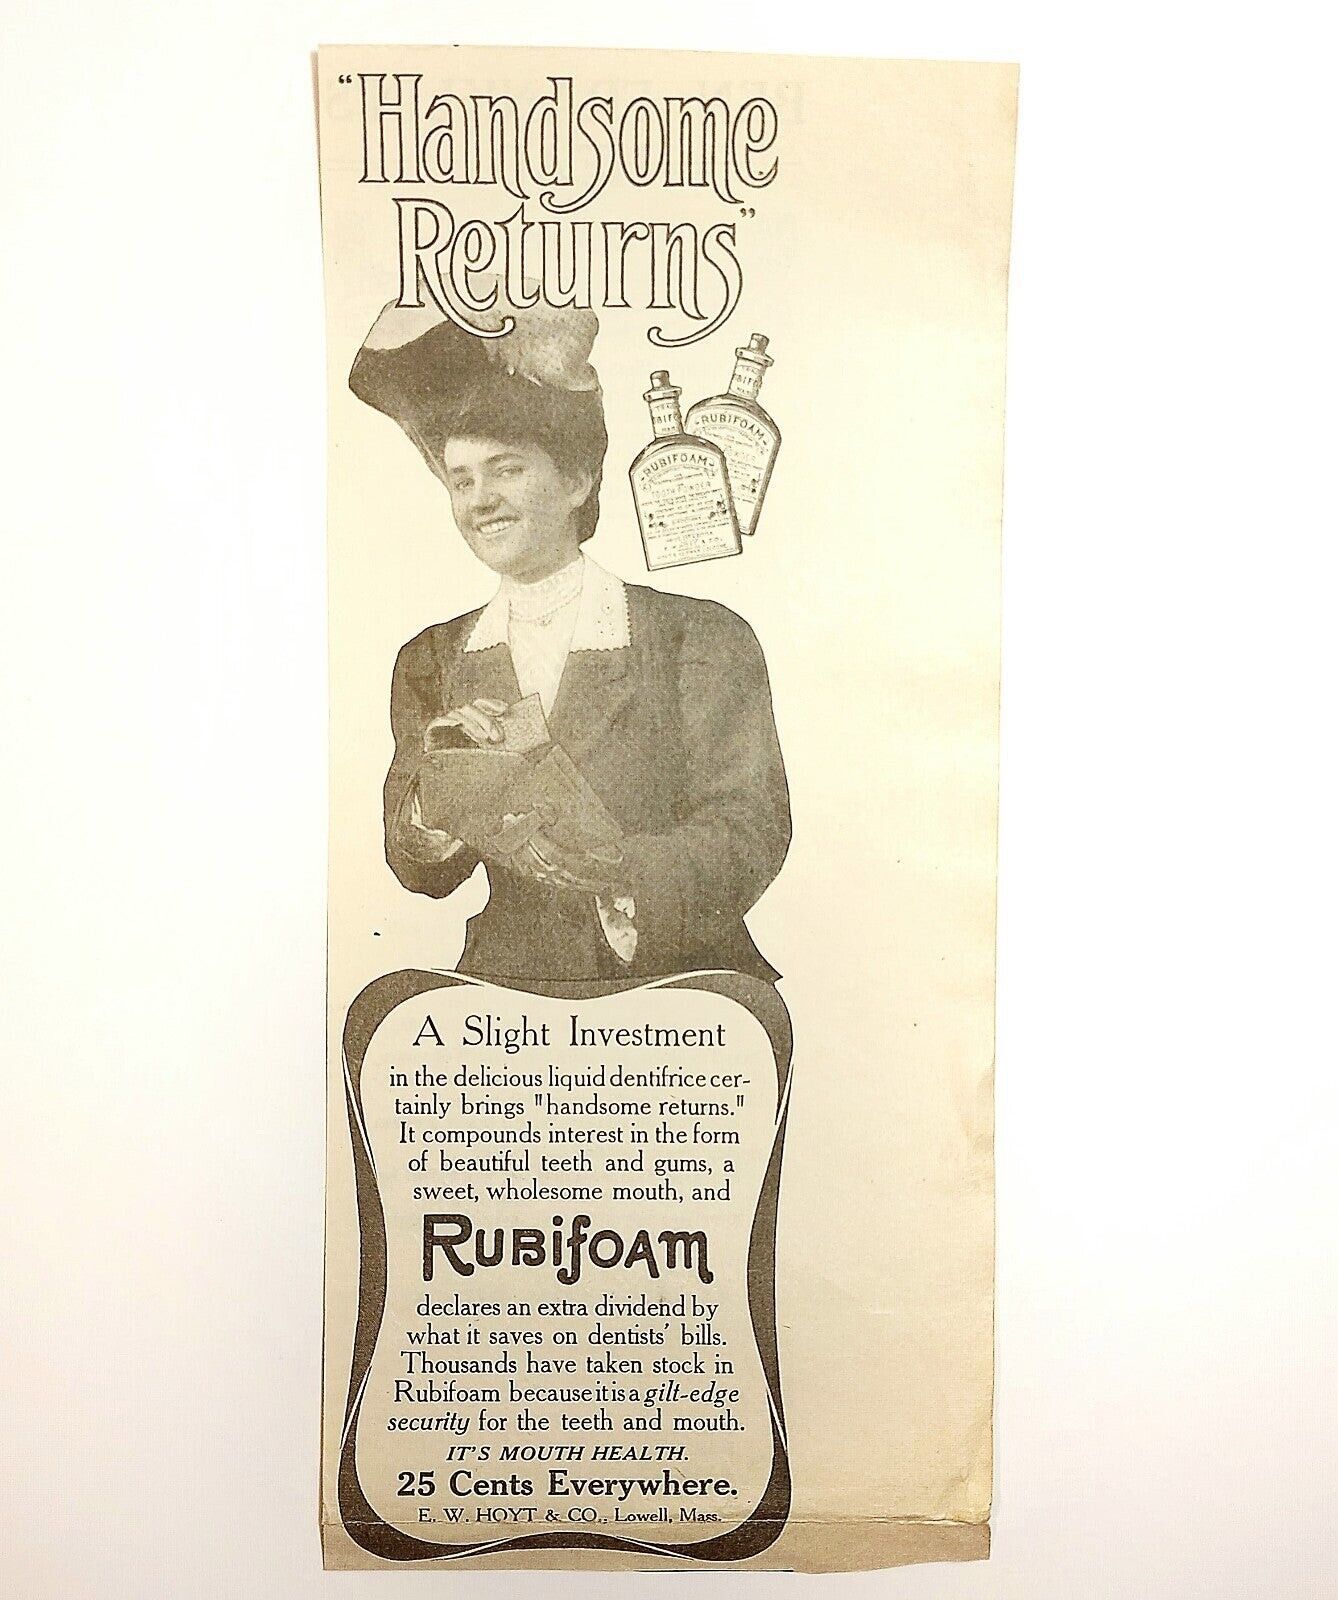 "Handsome
Returns"
RUBIFOAM
RUBIFOAM
A Slight Investment
in the delicious liquid dentifrice cer-
tainly brings "handsome returns."
It compounds interest in the form
of beautiful teeth and gums, a
sweet, wholesome mouth, and
RUBifOAM
declares an extra dividend by
what it saves on dentists' bills.
Thousands have taken stock in
Rubifoam because it is a gilt-edge
security for the teeth and mouth.
IT'S MOUTH HEALTH.
25 Cents Everywhere.
E. W. HOYT & CO., Lowell, Mass.